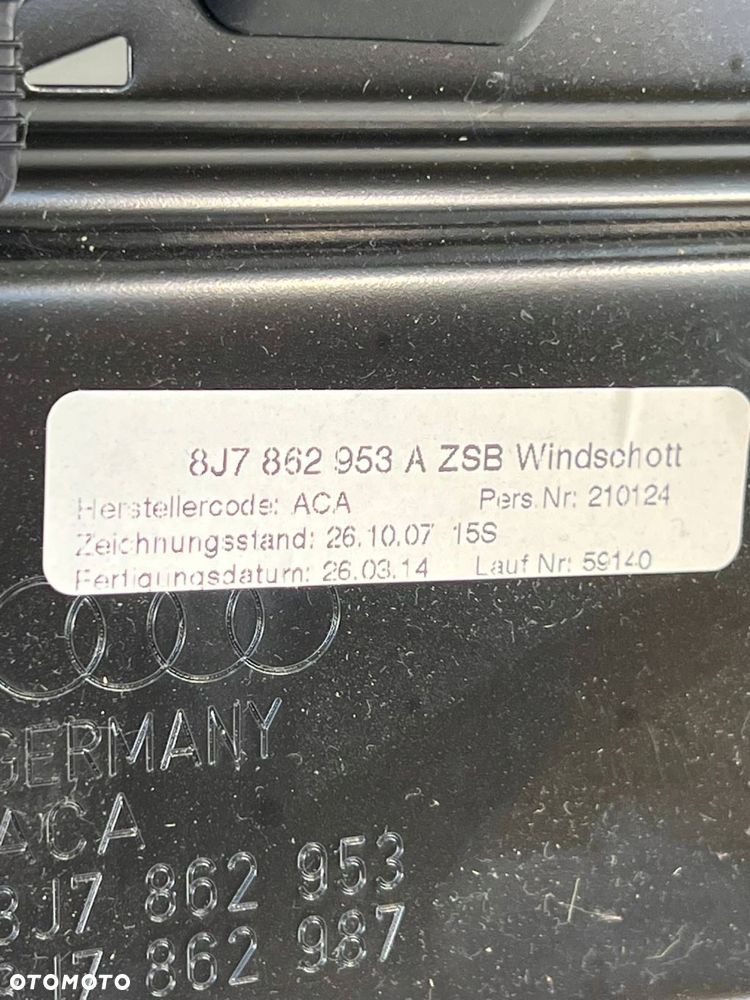 8J7 862 953 A ZSB Windschott
Herstellercode: ACA Pers.Nr: 210124
Zeichnungsstand: 26.10.07 15S
Fertigungsdatum: 26.03.14 Lauf Nr: 59140
GERMANY
ACA
8J7 862 953
8J7 862 987
OTOMOTO